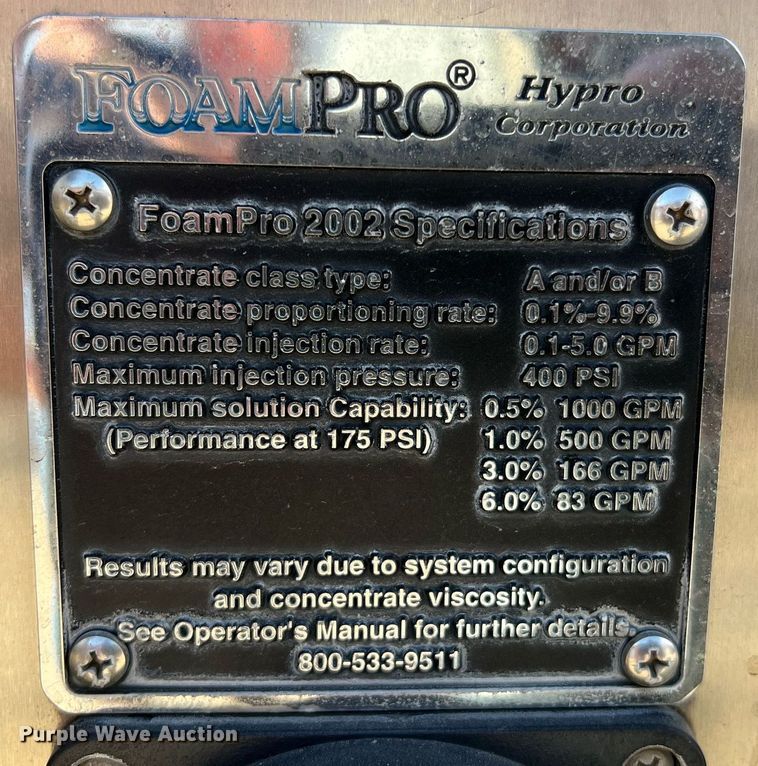 FOAMPRO® Hypro
Corporation
FoamPro 2002 Specifications
Concentrate class type: A and/or B
Concentrate proportioning rate: 0.1%-9.9%
Concentrate injection rate: 0.1-5.0 GPM
Maximum injection pressure: 400 PSI
Maximum solution Capability: 0.5% 1000 GPM
(Performance at 175 PSI) 1.0% 500 GPM
3.0% 166 GPM
6.0% 83 GPM
Results may vary due to system configuration
and concentrate viscosity.
See Operator's Manual for further details.
800-533-9511
Purple Wave Auction